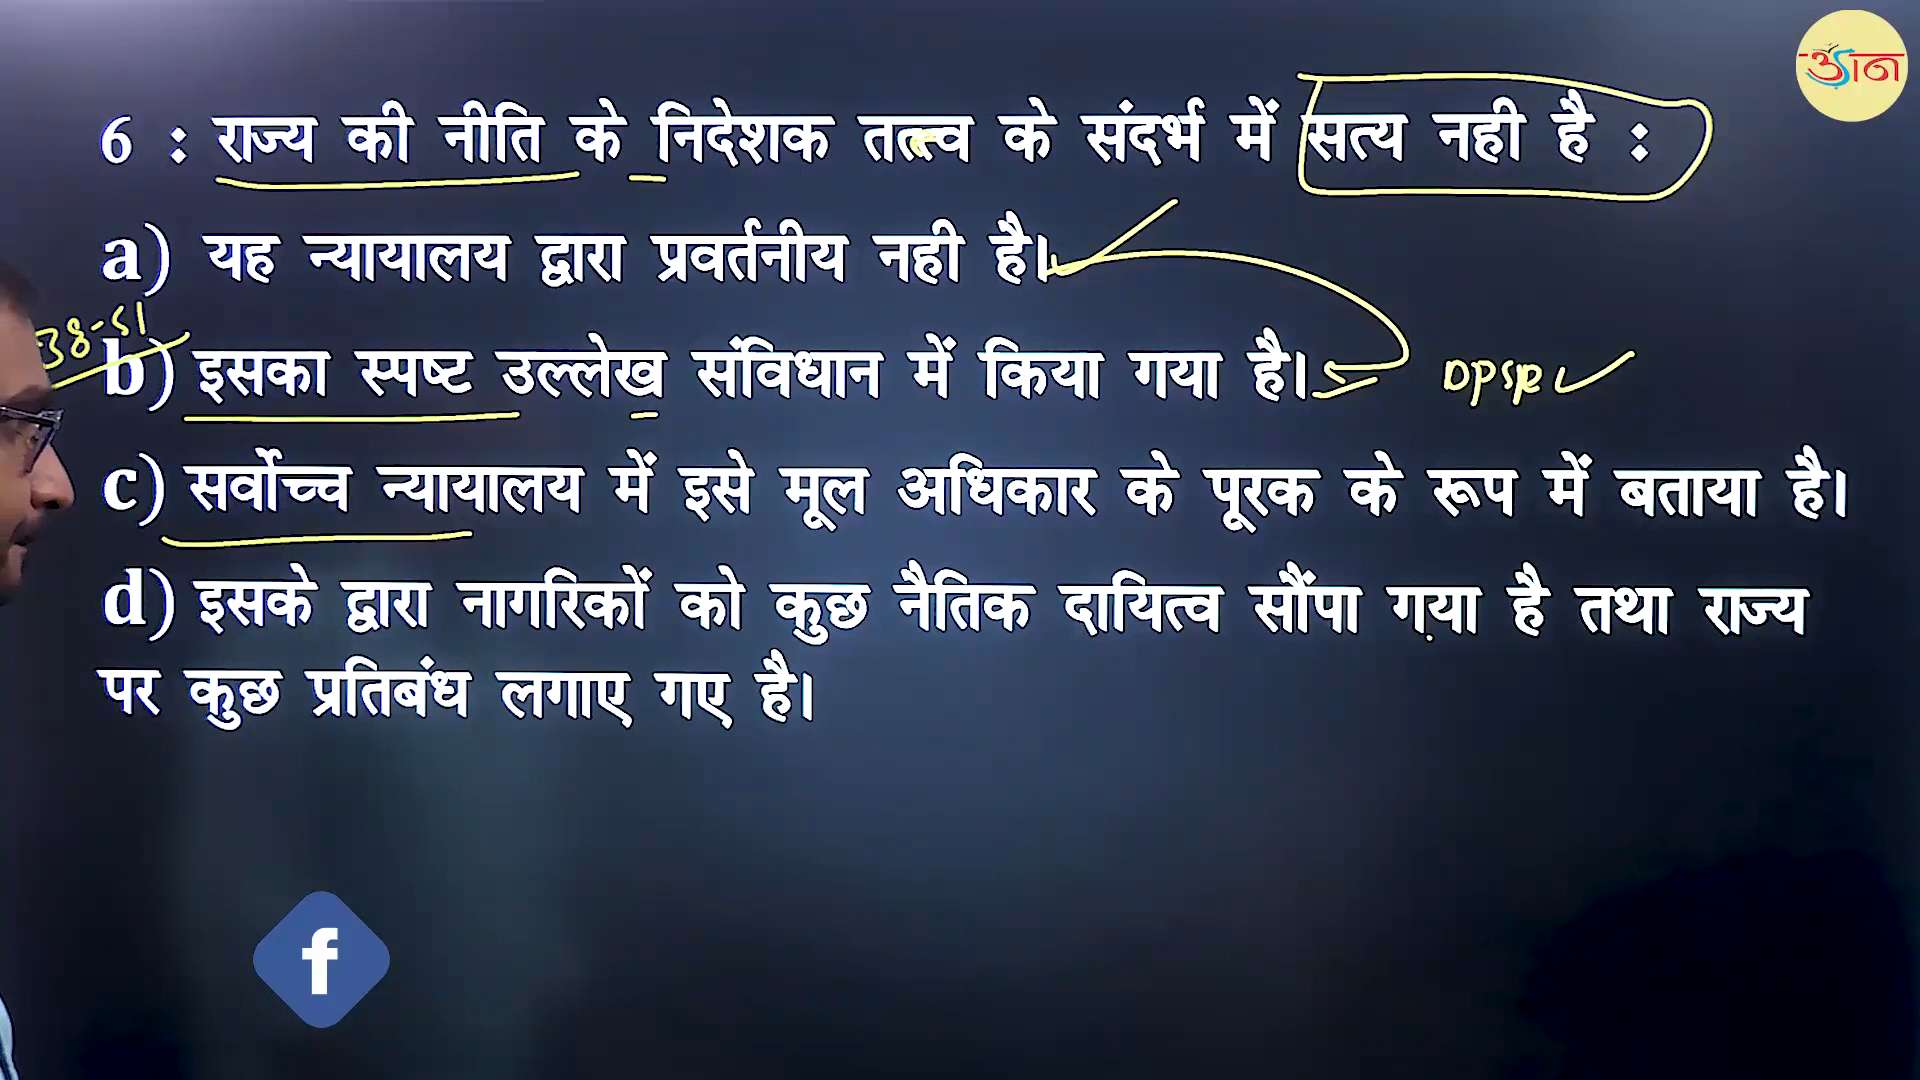 उड़ान
6 : राज्य की नीति के निदेशक तत्त्व के संदर्भ में सत्य नही है :
a) यह न्यायालय द्वारा प्रवर्तनीय नही है।
38-51
b) इसका स्पष्ट उल्लेख संविधान में किया गया है। DPSP
c) सर्वोच्च न्यायालय में इसे मूल अधिकार के पूरक के रूप में बताया है।
d) इसके द्वारा नागरिकों को कुछ नैतिक दायित्व सौंपा गया है तथा राज्य
पर कुछ प्रतिबंध लगाए गए है।
f